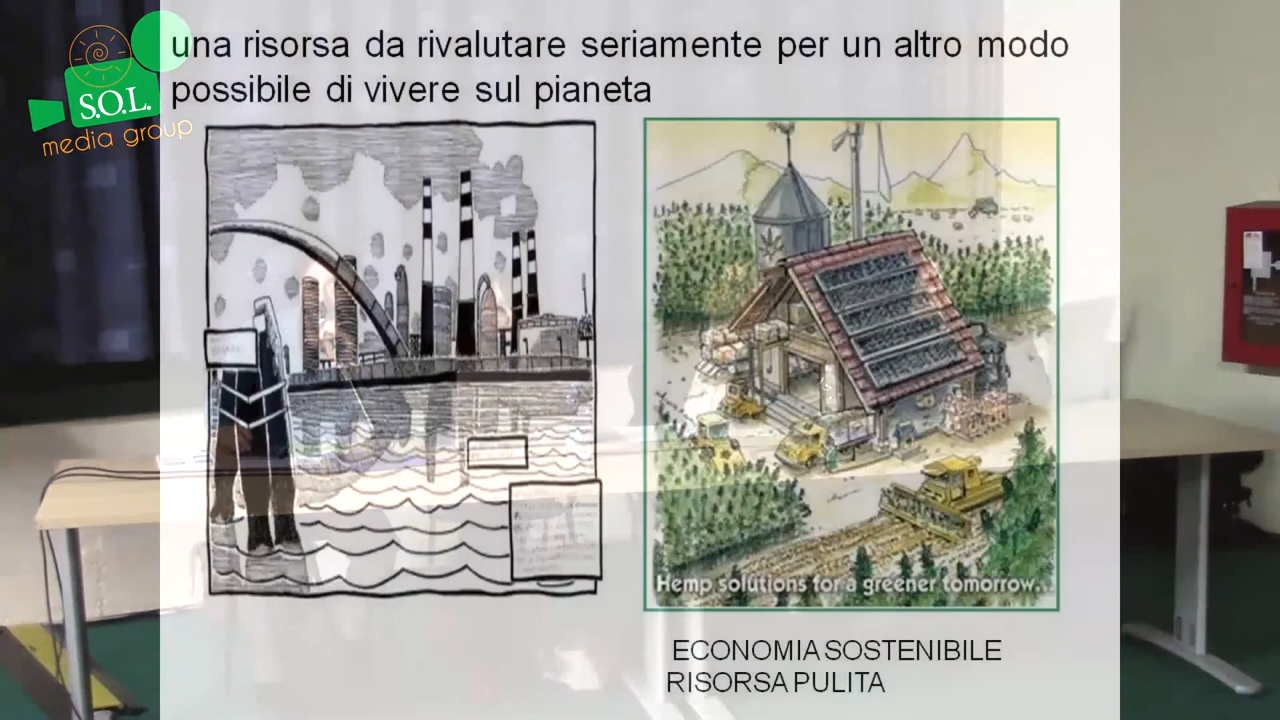 una risorsa da rivalutare seriamente per un altro modo
possibile di vivere sul pianeta
S.O.L.
media group
Hemp solutions for a greener tomorrow...
ECONOMIA SOSTENIBILE
RISORSA PULITA